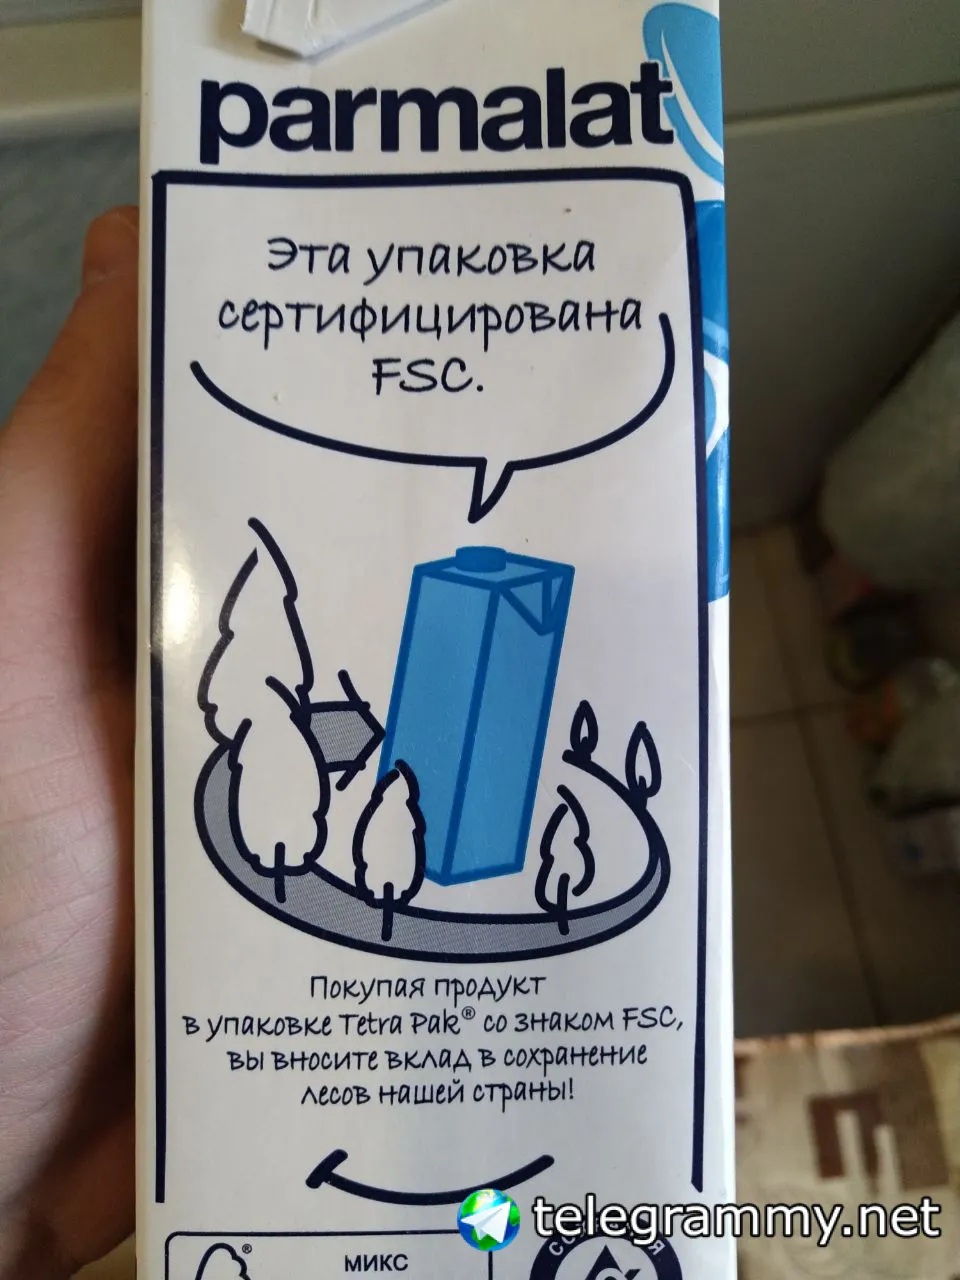 parmalat
Эта упаковка
сертифицирована
FSC.
Покупая продукт
в упаковке Tetra Pak® со знаком FSC,
вы вносите вклад в сохранение
лесов нашей страны!
®
МИКС
telegrammy.net